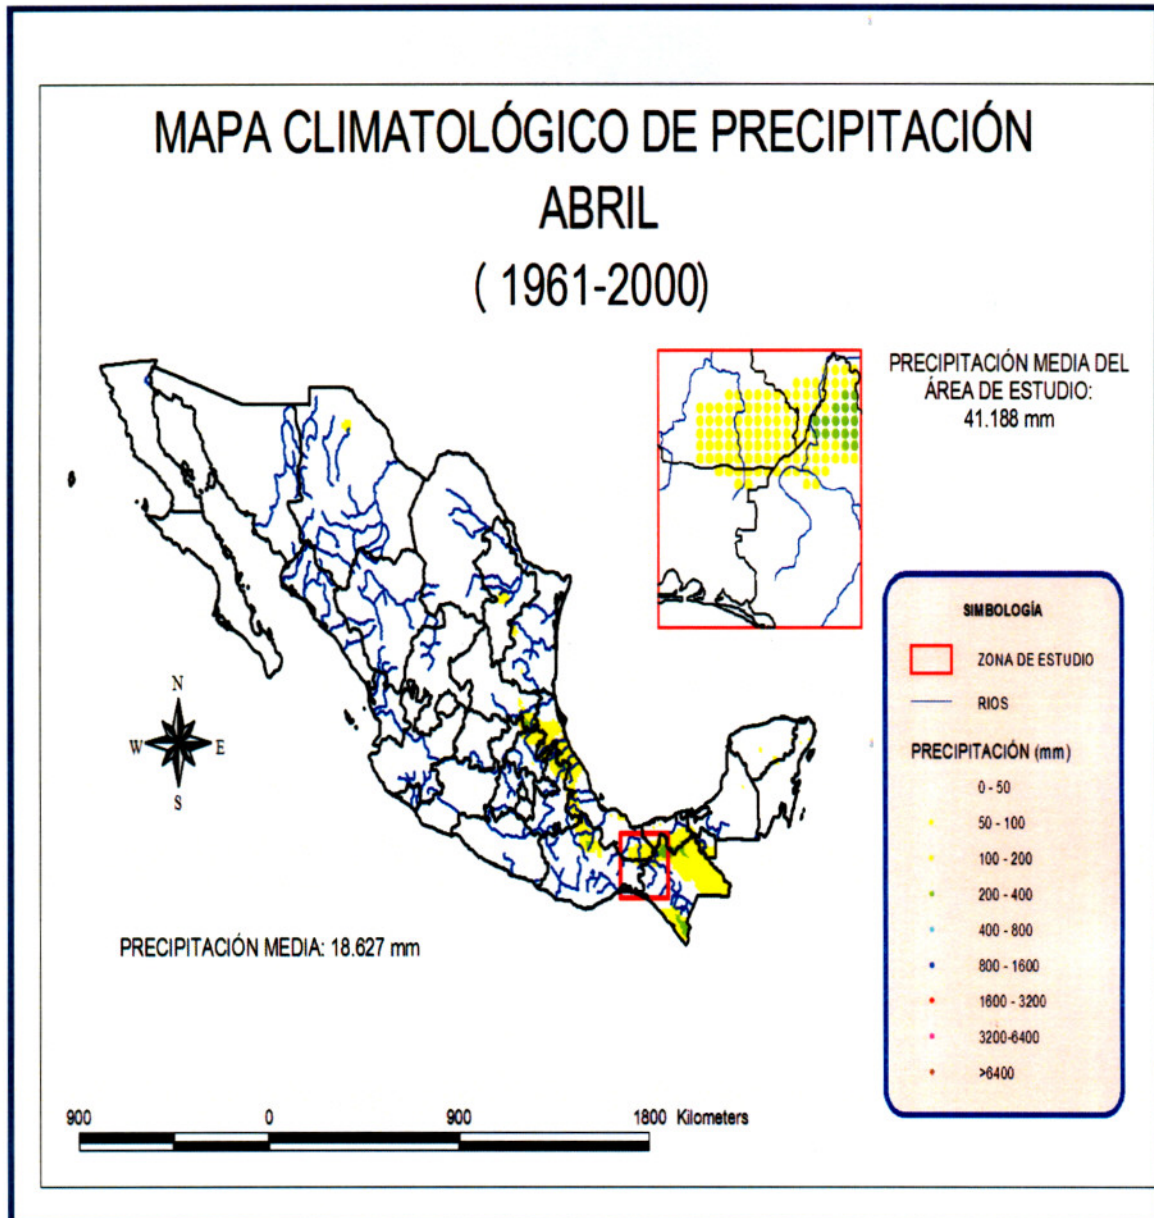 MAPA CLIMATOLÓGICO DE PRECIPITACIÓN
ABRIL
( 1961-2000)
PRECIPITACIÓN MEDIA DEL
ÁREA DE ESTUDIO:
41.188 mm
SIMBOLOGÍA
ZONA DE ESTUDIO
RIOS
PRECIPITACIÓN (mm)
0 - 50
50 - 100
100 - 200
200 - 400
400 - 800
800 - 1600
1600 - 3200
3200-6400
>6400
N
W E
S
PRECIPITACIÓN MEDIA: 18.627 mm
900 0 900 1800 Kilometers